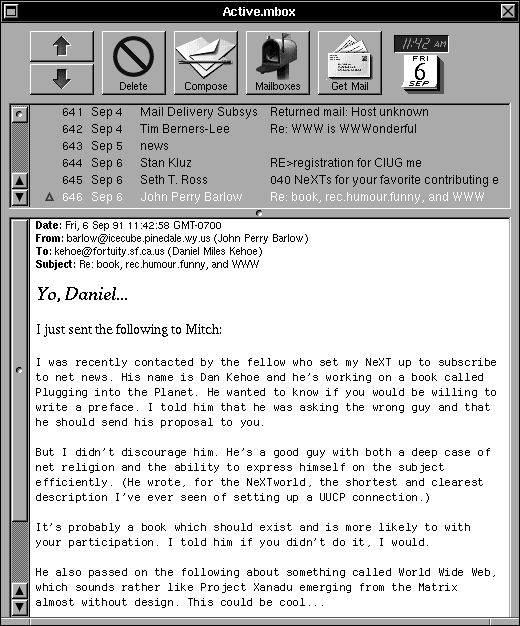 Active.mbox
11:42 AM
FRI
6
SEP
Delete
Compose
Mailboxes
Get Mail
641 Sep 4 Mail Delivery Subsys Returned mail: Host unknown
642 Sep 4 Tim Berners-Lee Re: WWW is WWWonderful
643 Sep 5 news
644 Sep 6 Stan Kluz RE>registration for CIUG me
645 Sep 6 Seth T. Ross 040 NeXTs for your favorite contributing e
646 Sep 6 John Perry Barlow Re: book, rec.humour.funny, and WWW
Date: Fri, 6 Sep 91 11:42:58 GMT-0700
From: barlow@icecube.pinedale.wy.us (John Perry Barlow)
To: kehoe@fortuity.sf.ca.us (Daniel Miles Kehoe)
Subject: Re: book, rec.humour.funny, and WWW
Yo, Daniel...
I just sent the following to Mitch:
I was recently contacted by the fellow who set my NeXT up to subscribe
to net news. His name is Dan Kehoe and he's working on a book called
Plugging into the Planet. He wanted to know if you would be willing to
write a preface. I told him that he was asking the wrong guy and that
he should send his proposal to you.
But I didn't discourage him. He's a good guy with both a deep case of
net religion and the ability to express himself on the subject
efficiently. (He wrote, for the NeXTworld, the shortest and clearest
description I've ever seen of setting up a UUCP connection.)
It's probably a book which should exist and is more likely to with
your participation. I told him if you didn't do it, I would.
He also passed on the following about something called World Wide Web,
which sounds rather like Project Xanadu emerging from the Matrix
almost without design. This could be cool...